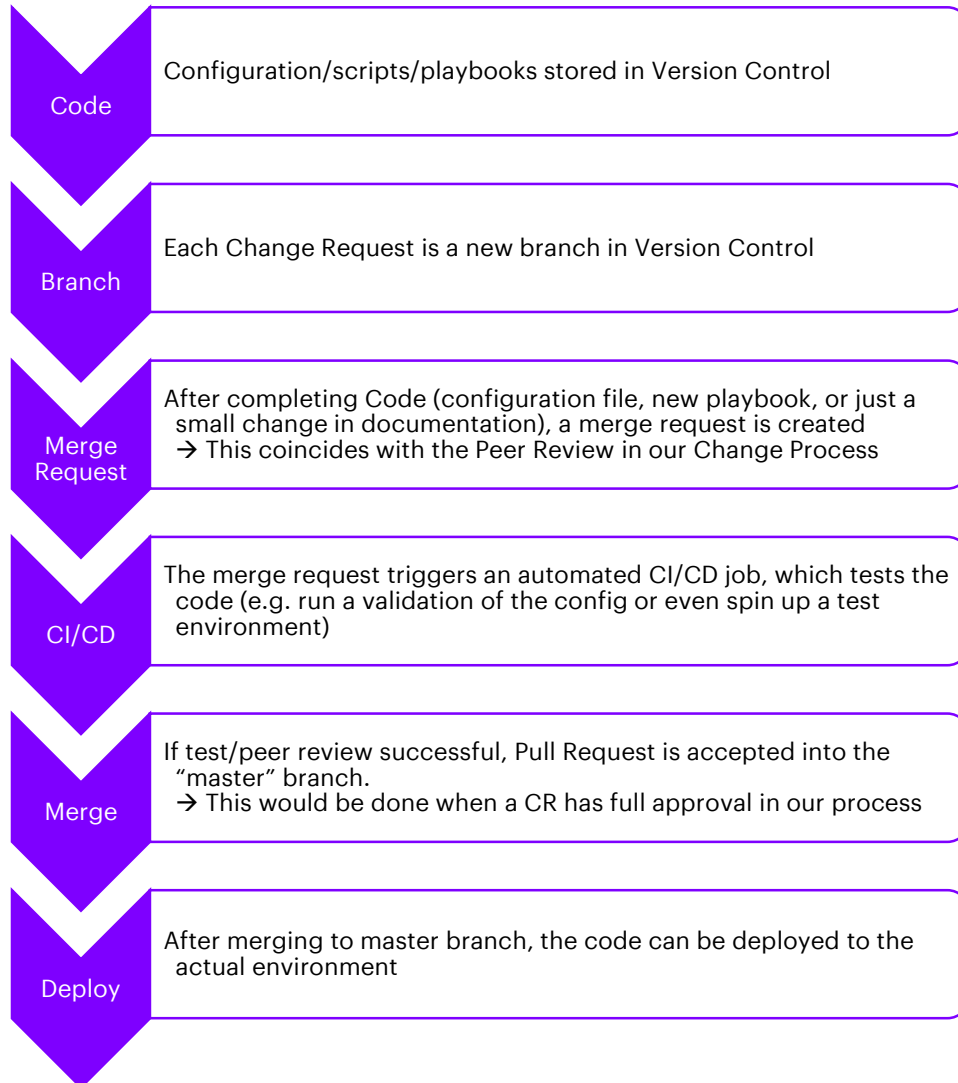 Code
Configuration/scripts/playbooks stored in Version Control
Branch
Each Change Request is a new branch in Version Control
Merge
Request
After completing Code (configuration file, new playbook, or just a
small change in documentation), a merge request is created
→ This coincides with the Peer Review in our Change Process
CI/CD
The merge request triggers an automated CI/CD job, which tests the
code (e.g. run a validation of the config or even spin up a test
environment)
Merge
If test/peer review successful, Pull Request is accepted into the
“master” branch.
→ This would be done when a CR has full approval in our process
Deploy
After merging to master branch, the code can be deployed to the
actual environment